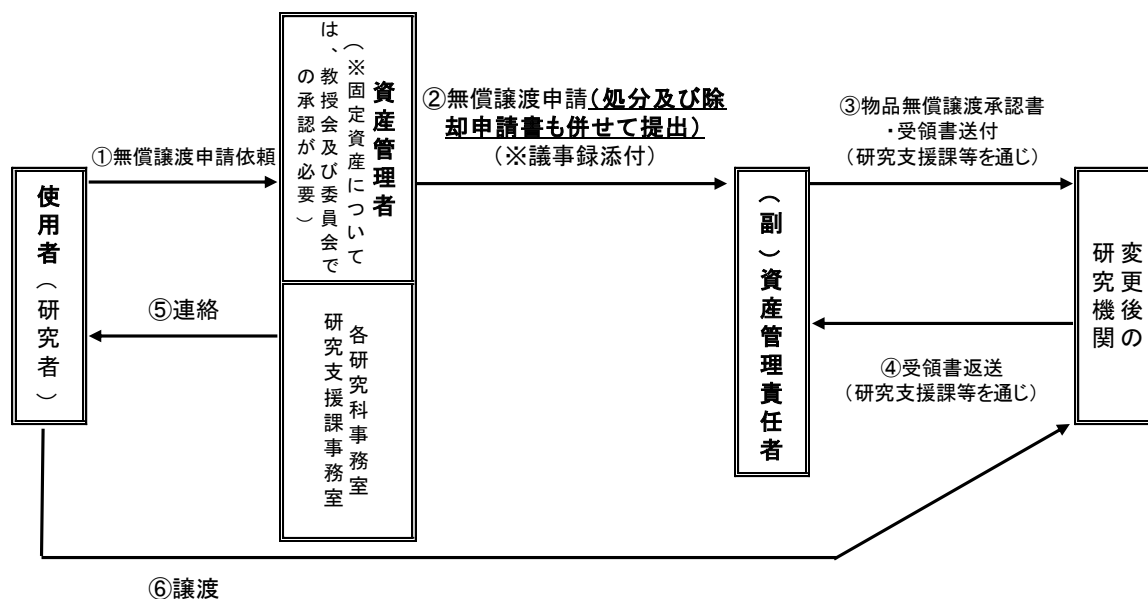 使用者(研究者)
①無償譲渡申請依頼
資産管理者
(※固定資産について
は、教授会及び委員会で
の承認が必要)
②無償譲渡申請(処分及び除
却申請書も併せて提出)
(※議事録添付)
(副)資産管理責任者
③物品無償譲渡承認書
・受領書送付
(研究支援課等を通じ)
変更後の
研究機関
④受領書返送
(研究支援課等を通じ)
⑤連絡
各研究科事務室
研究支援課事務室
⑥譲渡